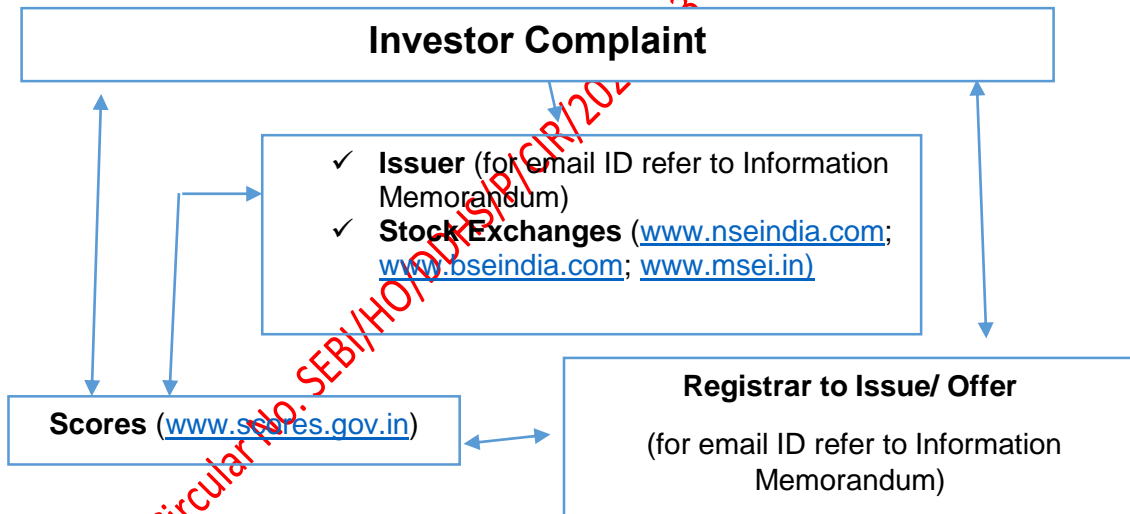 Investor Complaint
✓ Issuer (for email ID refer to Information
Memorandum)
✓ Stock Exchanges (www.nseindia.com;
www.bseindia.com; www.msei.in)
Scores (www.scores.gov.in)
Registrar to Issue/ Offer
(for email ID refer to Information
Memorandum)
Circular No. SEBI/HO/DDHS/P/CIR/202